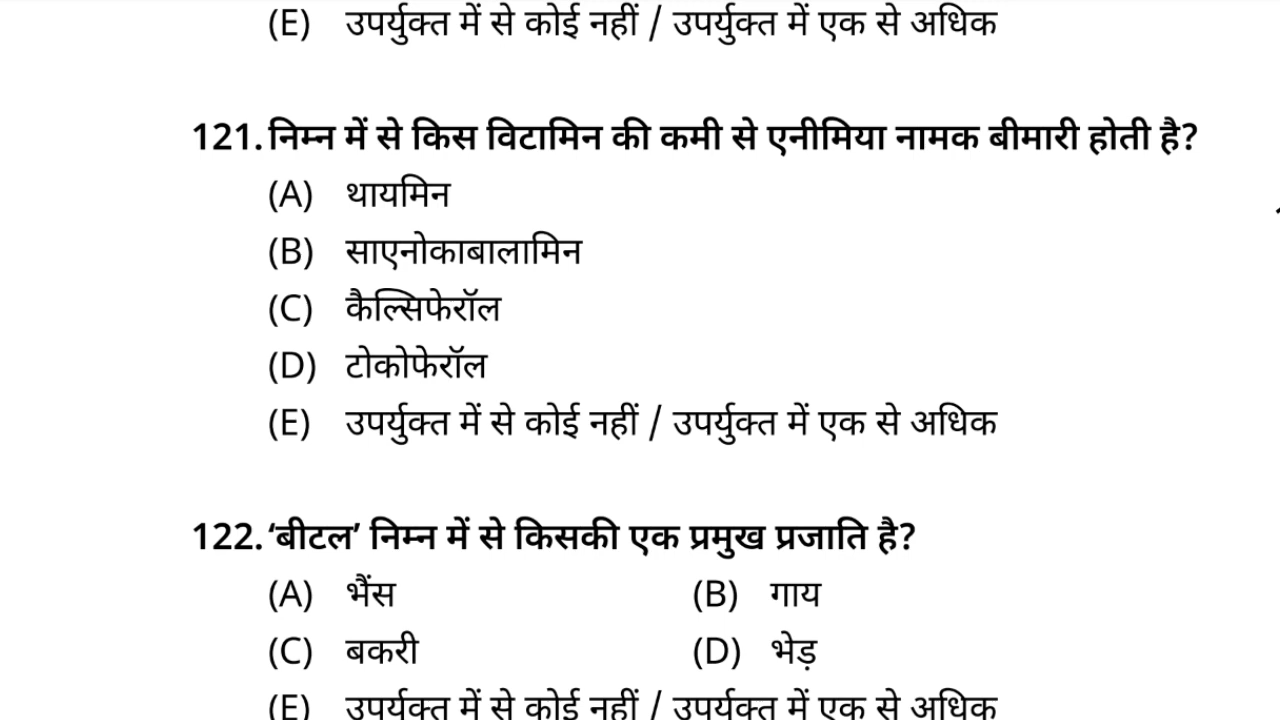 (E) उपर्युक्त में से कोई नहीं / उपर्युक्त में एक से अधिक
121. निम्न में से किस विटामिन की कमी से एनीमिया नामक बीमारी होती है?
(A) थायमिन
(B) साएनोकाबालामिन
(C) कैल्सिफेरॉल
(D) टोकोफेरॉल
(E) उपर्युक्त में से कोई नहीं / उपर्युक्त में एक से अधिक
122. ‘बीटल’ निम्न में से किसकी एक प्रमुख प्रजाति है?
(A) भैंस (B) गाय
(C) बकरी (D) भेड़
(E) उपर्युक्त में से कोई नहीं / उपर्युक्त में एक से अधिक